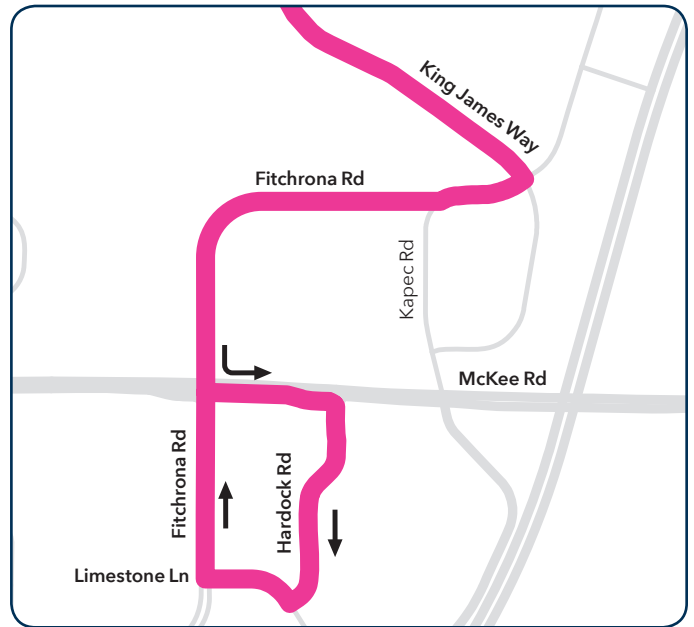 King James Way
Fitchrona Rd
Kapec Rd
McKee Rd
Fitchrona Rd
Hardock Rd
Limestone Ln